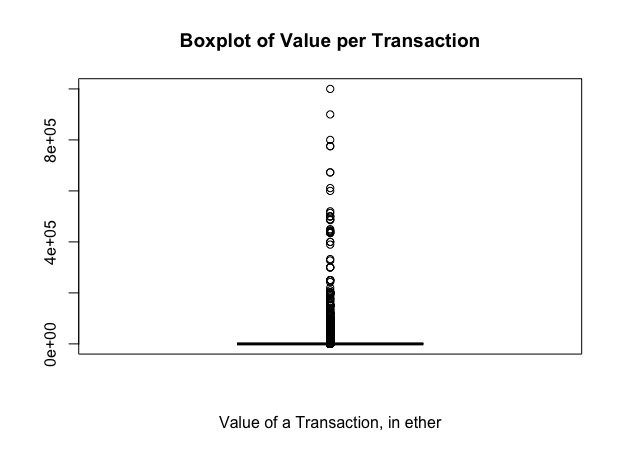 Boxplot of Value per Transaction
8e+05
4e+05
0e+00
Value of a Transaction, in ether